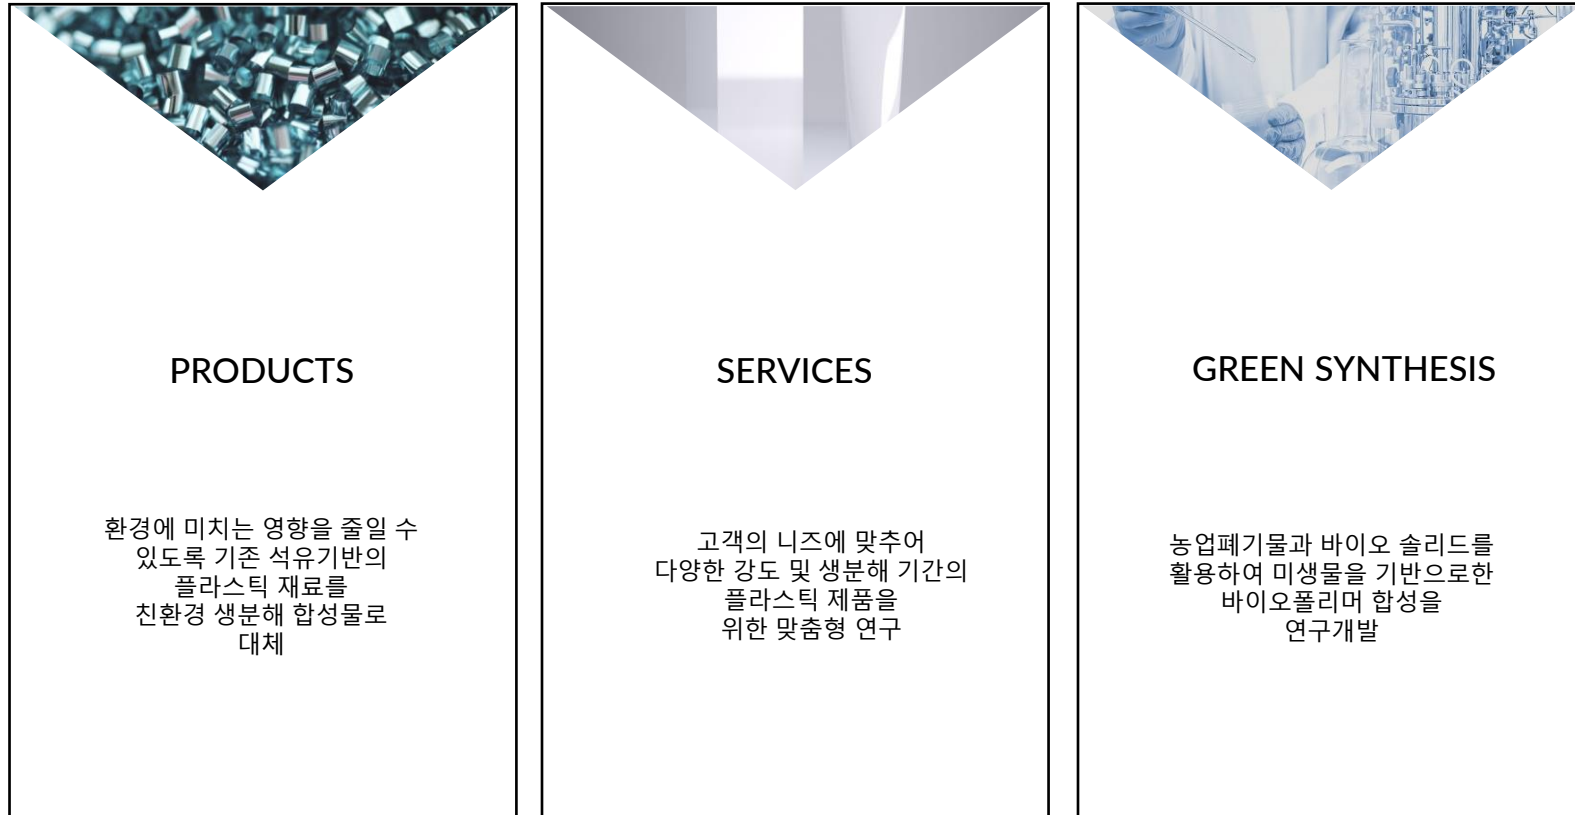 PRODUCTS
환경에 미치는 영향을 줄일 수
있도록 기존 석유기반의
플라스틱 재료를
친환경 생분해 합성물로
대체
SERVICES
고객의 니즈에 맞추어
다양한 강도 및 생분해 기간의
플라스틱 제품을
위한 맞춤형 연구
GREEN SYNTHESIS
농업폐기물과 바이오 솔리드를
활용하여 미생물을 기반으로한
바이오폴리머 합성을
연구개발